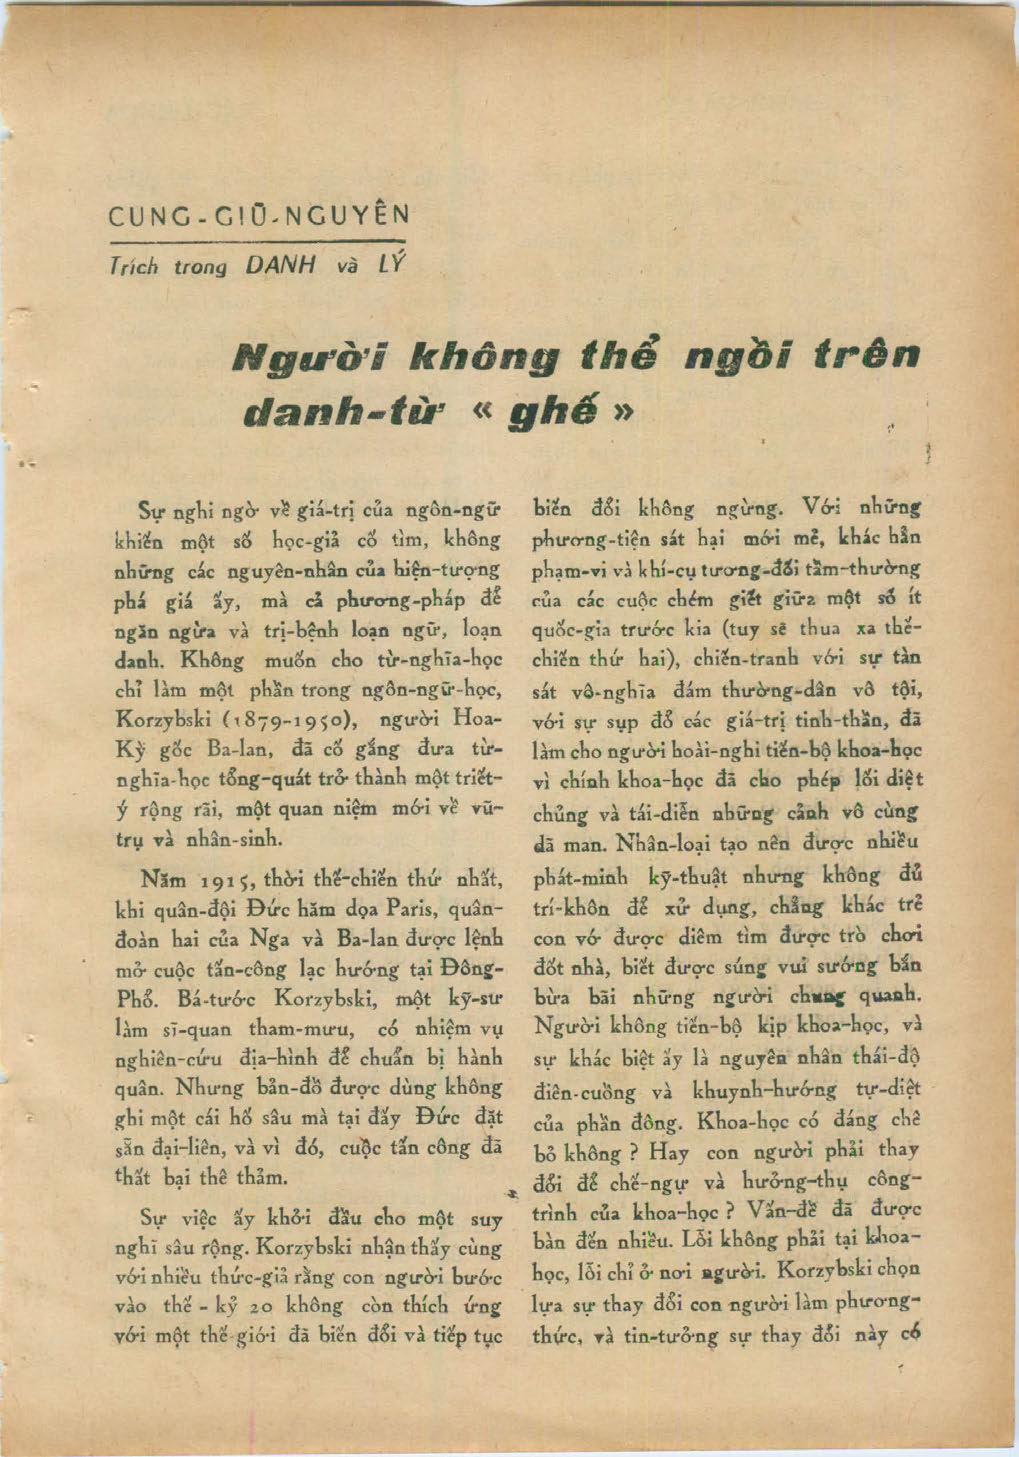 CUNG-GIŨ-NGUYÊN
Trích trong DANH và LÝ
Người không thể ngồi trên
danh-từ « ghế »
Sự nghi ngờ về giá-trị của ngôn-ngữ
khiến một số học-giả cố tìm, không
những các nguyên-nhân của hiện-tượng
phá giá ấy, mà cả phương-pháp để
ngăn ngừa và trị-bệnh loạn ngữ, loạn
danh. Không muốn cho từ-nghĩa-học
chỉ làm một phần trong ngôn-ngữ-học,
Korzybski (1879-1950), người Hoa-
Kỳ gốc Ba-lan, đã cố gắng đưa từ-
nghĩa-học tổng-quát trở thành một triết-
ý rộng rãi, một quan niệm mới về vũ-
trụ và nhân-sinh.
Năm 1915, thời thế-chiến thứ nhất,
khi quân-đội Đức hăm dọa Paris, quân-
đoàn hai của Nga và Ba-lan được lệnh
mở cuộc tấn-công lạc hướng tại Đông-
Phổ. Bá-tước Korzybski, một kỹ-sư
làm sĩ-quan tham-mưu, có nhiệm vụ
nghiên-cứu địa-hình để chuẩn bị hành
quân. Nhưng bản-đồ được dùng không
ghi một cái hố sâu mà tại đấy Đức đặt
sẵn đại-liên, và vì đó, cuộc tấn công đã
thất bại thê thảm.
Sự việc ấy khởi đầu cho một suy
nghĩ sâu rộng. Korzybski nhận thấy cùng
với nhiều thức-giả rằng con người bước
vào thế - kỷ 20 không còn thích ứng
với một thế-giới đã biến đổi và tiếp tục
biến đổi không ngừng. Với những
phương-tiện sát hại mới mẻ, khác hẳn
phạm-vi và khí-cụ tương-đối tầm-thường
của các cuộc chém giết giữa một số ít
quốc-gia trước kia (tuy sẽ thua xa thế-
chiến thứ hai), chiến-tranh với sự tàn
sát vô-nghĩa đám thường-dân vô tội,
với sự sụp đổ các giá-trị tinh-thần, đã
làm cho người hoài-nghi tiến-bộ khoa-học
vì chính khoa-học đã cho phép lối diệt
chủng và tái-diễn những cảnh vô cùng
dã man. Nhân-loại tạo nên được nhiều
phát-minh kỹ-thuật nhưng không đủ
trí-khôn để xử dụng, chẳng khác trẻ
con vớ được diêm tìm được trò chơi
đốt nhà, biết được súng vui sướng bắn
bừa bãi những người chung quanh.
Người không tiến-bộ kịp khoa-học, và
sự khác biệt ấy là nguyên nhân thái-độ
điên-cuồng và khuynh-hướng tự-diệt
của phần đông. Khoa-học có đáng chê
bỏ không ? Hay con người phải thay
đổi để chế-ngự và hưởng-thụ công-
trình của khoa-học ? Vấn-đề đã được
bàn đến nhiều. Lỗi không phải tại khoa-
học, lỗi chỉ ở nơi người. Korzybski chọn
lựa sự thay đổi con người làm phương-
thức, và tin-tưởng sự thay đổi này có